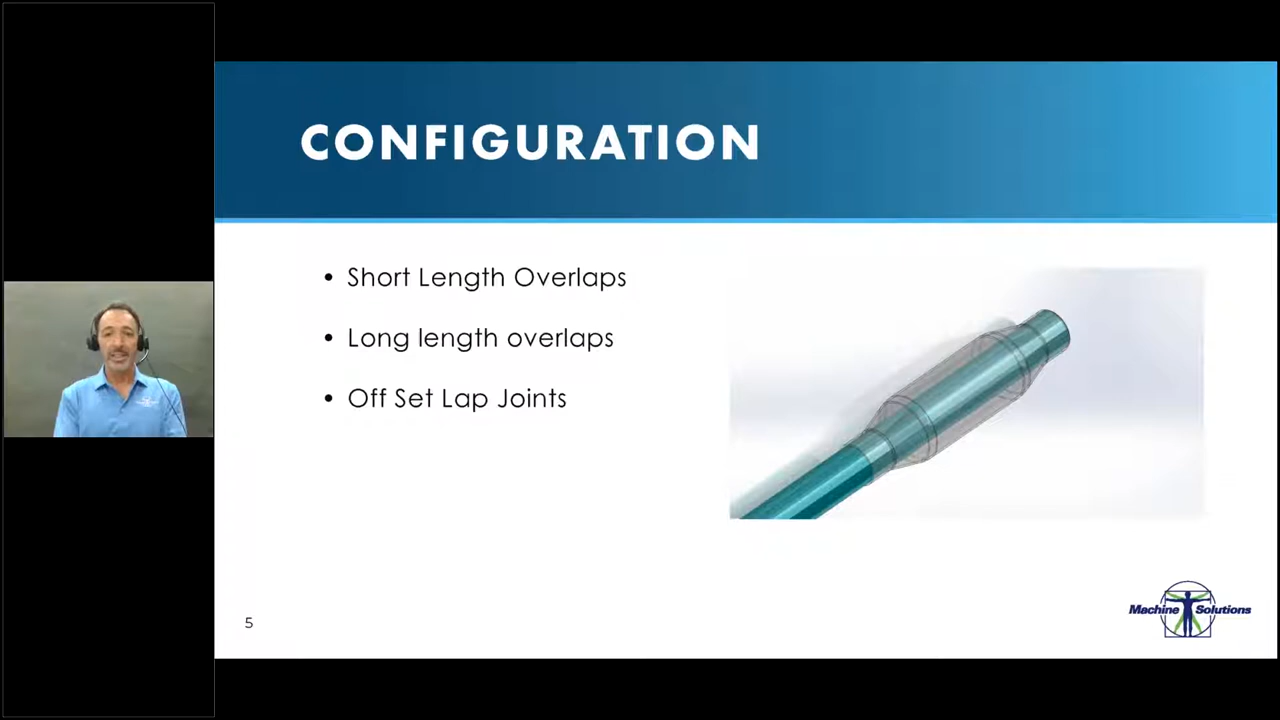 CONFIGURATION
• Short Length Overlaps
• Long length overlaps
• Off Set Lap Joints
5
Machine Solutions